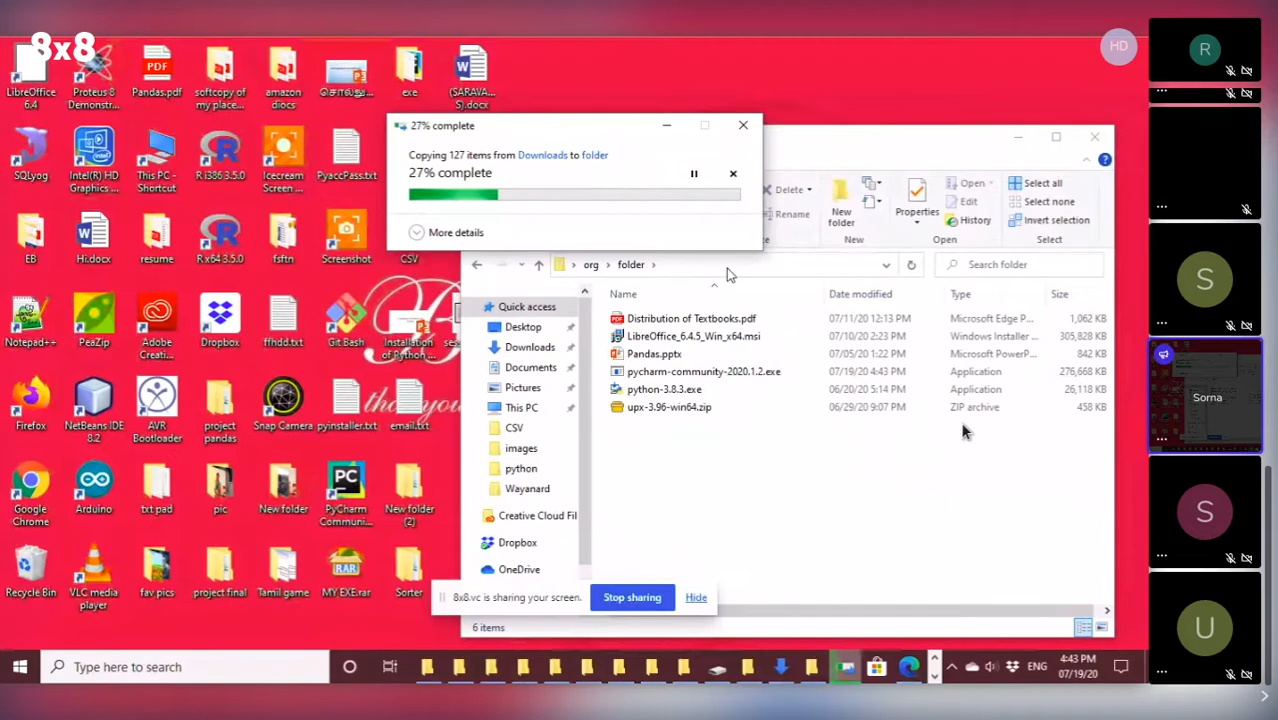 8x8
HD
R
LibreOffice 6.4
Proteus 8 Demonstr...
Pandas.pdf
softcopy of my place...
amazon docs
சொல்லு...
exe
(SARAVA... S).docx
SQLyog
Intel(R) HD Graphics ...
This PC - Shortcut
R i386 3.5.0
Icecream Screen ...
PyaccPass.txt
EB
Hi.docx
resume
R x64 3.5.0
fsftn
Screenshot
CSV
Notepad++
PeaZip
Adobe Creati...
Dropbox
ffhdd.txt
Git Bash
Installation of Python ...
Firefox
NetBeans IDE 8.2
AVR Bootloader
project pandas
Snap Camera
pyinstaller.txt
email.txt
Google Chrome
Arduino
txt pad
pic
New folder
PyCharm Communi...
New folder (2)
Recycle Bin
VLC media player
fav pics
project final
Tamil game
MY EXE.rar
Sorter
27% complete
Copying 127 items from Downloads to folder
27% complete
More details
Delete
Rename
New folder
New
Properties
Open
Edit
History
Open
Select all
Select none
Invert selection
Select
org > folder >
Search folder
Name Date modified Type Size
Distribution of Textbooks.pdf 07/11/20 12:13 PM Microsoft Edge P... 1,062 KB
LibreOffice_6.4.5_Win_x64.msi 07/10/20 2:23 PM Windows Installer ... 305,828 KB
Pandas.pptx 07/05/20 1:22 PM Microsoft PowerP... 842 KB
pycharm-community-2020.1.2.exe 07/19/20 4:43 PM Application 276,668 KB
python-3.8.3.exe 06/20/20 5:14 PM Application 26,118 KB
upx-3.96-win64.zip 06/29/20 9:07 PM ZIP archive 458 KB
Quick access
Desktop
Downloads
Documents
Pictures
This PC
CSV
images
python
Wayanard
Creative Cloud Fil
Dropbox
OneDrive
6 items
8x8.vc is sharing your screen.
Stop sharing
Hide
S
Sorna
S
U
Type here to search
ENG
4:43 PM
07/19/20